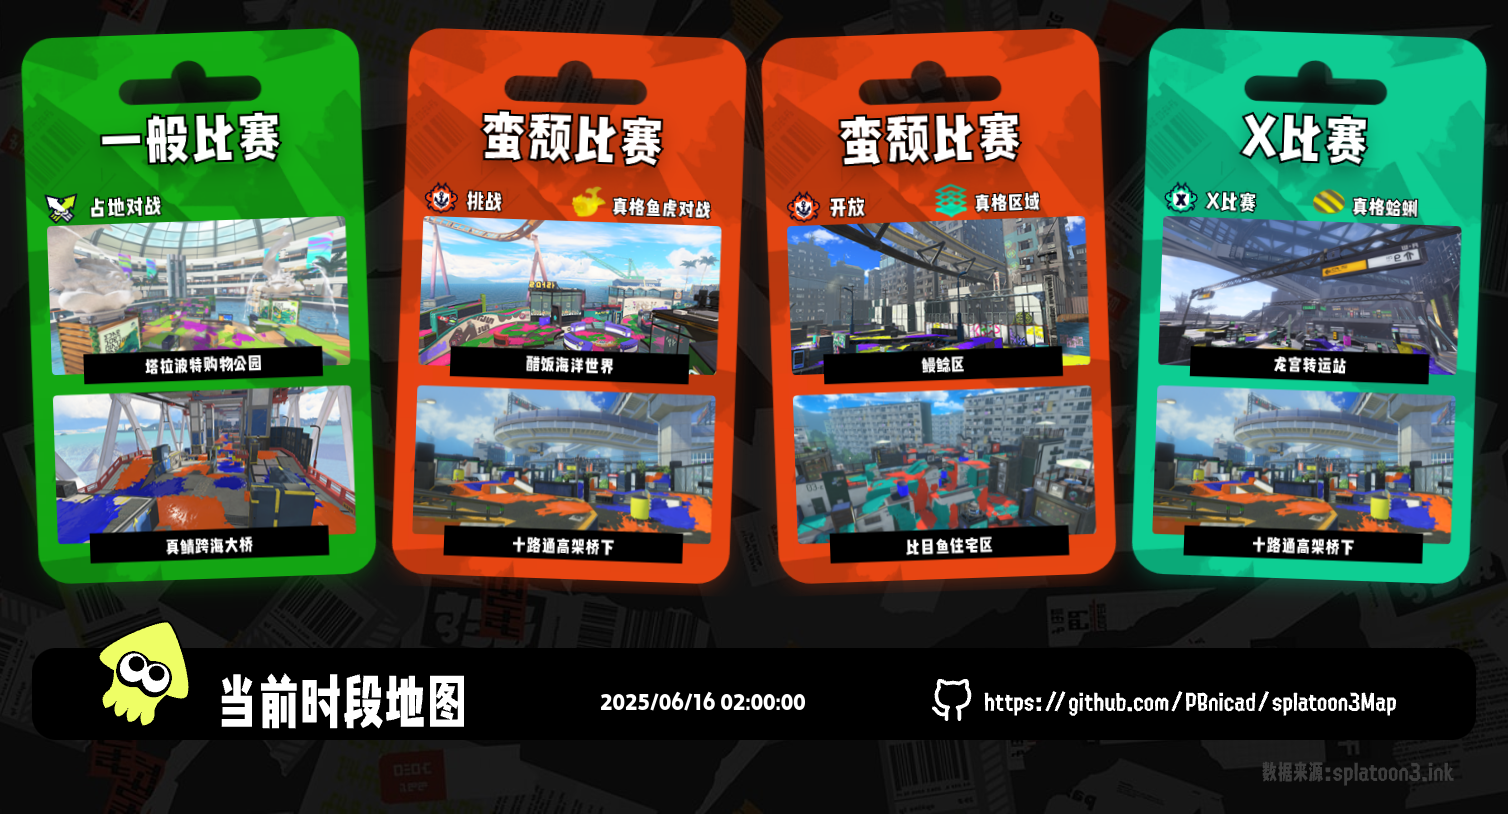 一般比赛
占地对战
塔拉波特购物公园
真鲭跨海大桥
蛮颓比赛
挑战
真格鱼虎对战
醋饭海洋世界
十路通高架桥下
蛮颓比赛
开放
真格区域
鳗鲶区
比目鱼住宅区
X比赛
X比赛
真格蛤蜊
龙宫转运站
十路通高架桥下
当前时段地图
2025/06/16 02:00:00
https://github.com/PBnicad/splatoon3Map
数据来源:splatoon3.ink